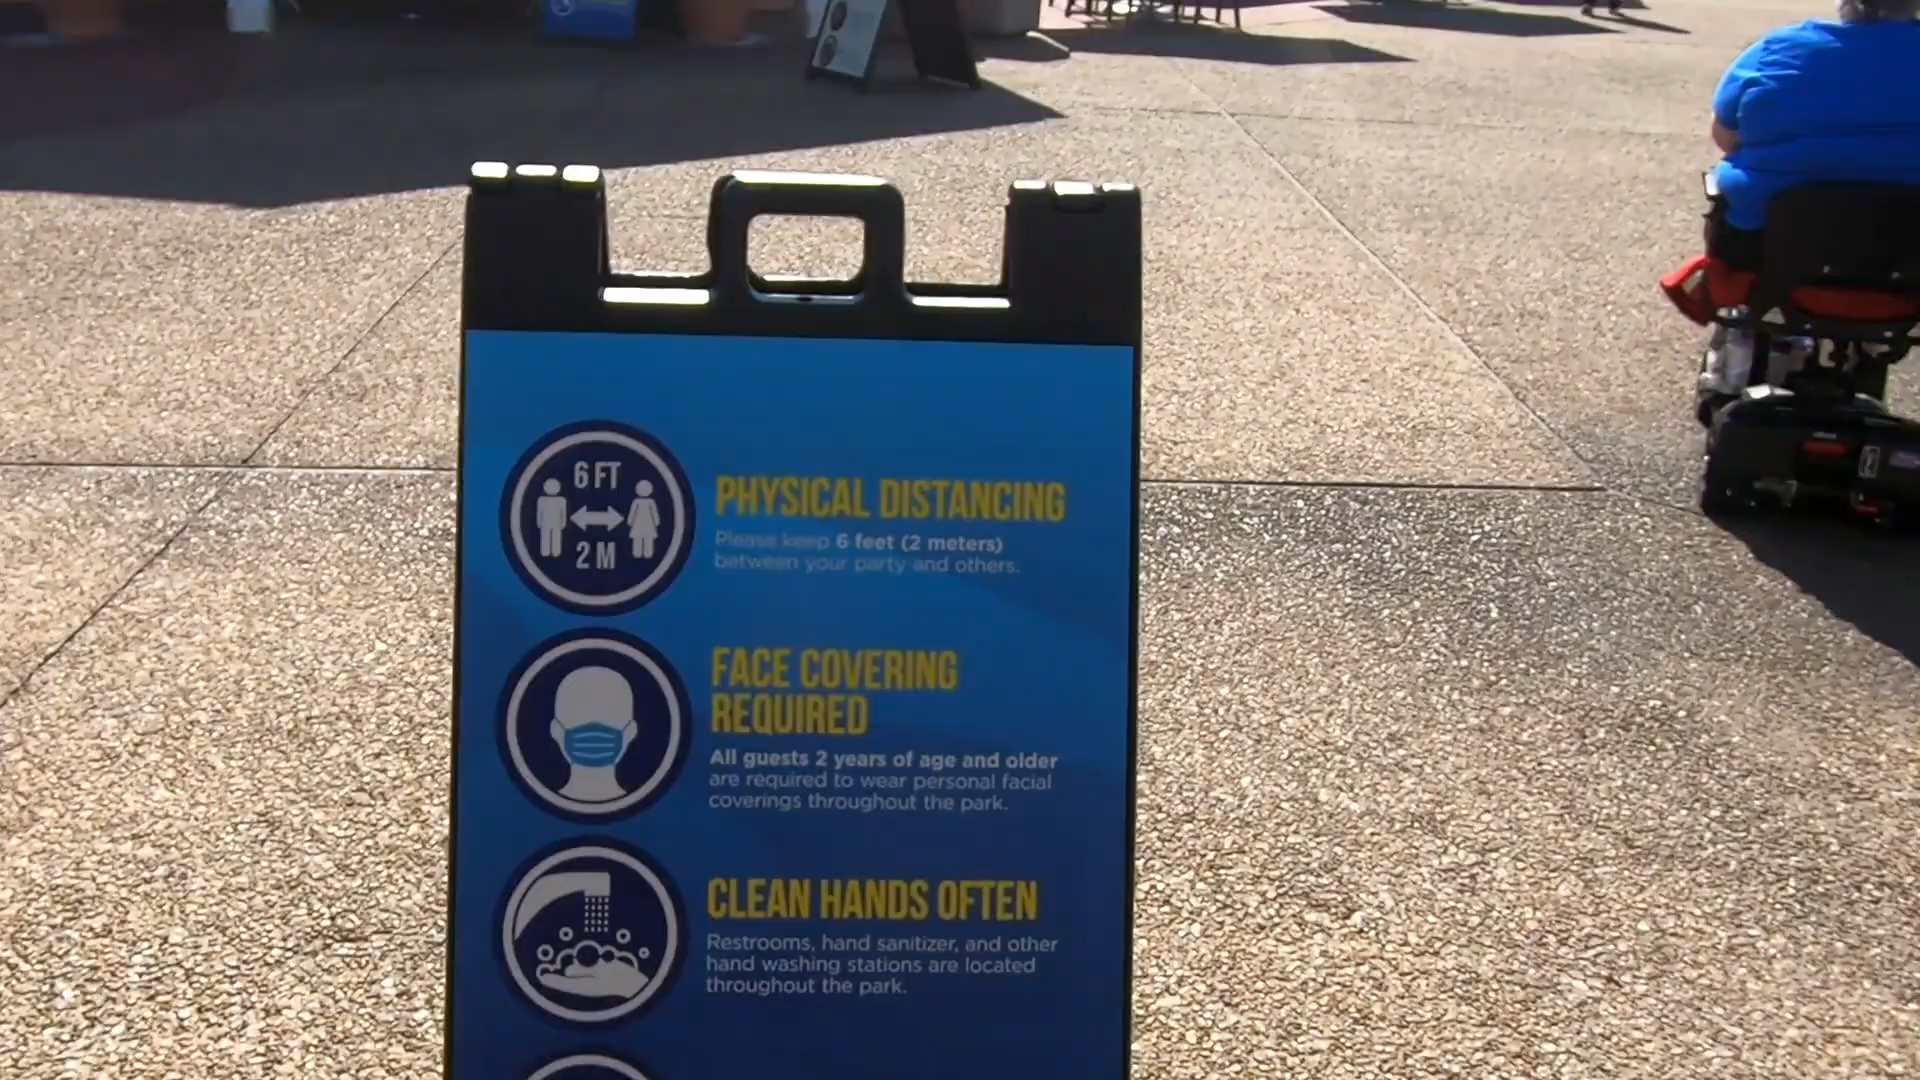 6 FT
2 M
PHYSICAL DISTANCING
Please keep 6 feet (2 meters)
between your party and others.
FACE COVERING
REQUIRED
All guests 2 years of age and older
are required to wear personal facial
coverings throughout the park.
CLEAN HANDS OFTEN
Restrooms, hand sanitizer, and other
hand washing stations are located
throughout the park.